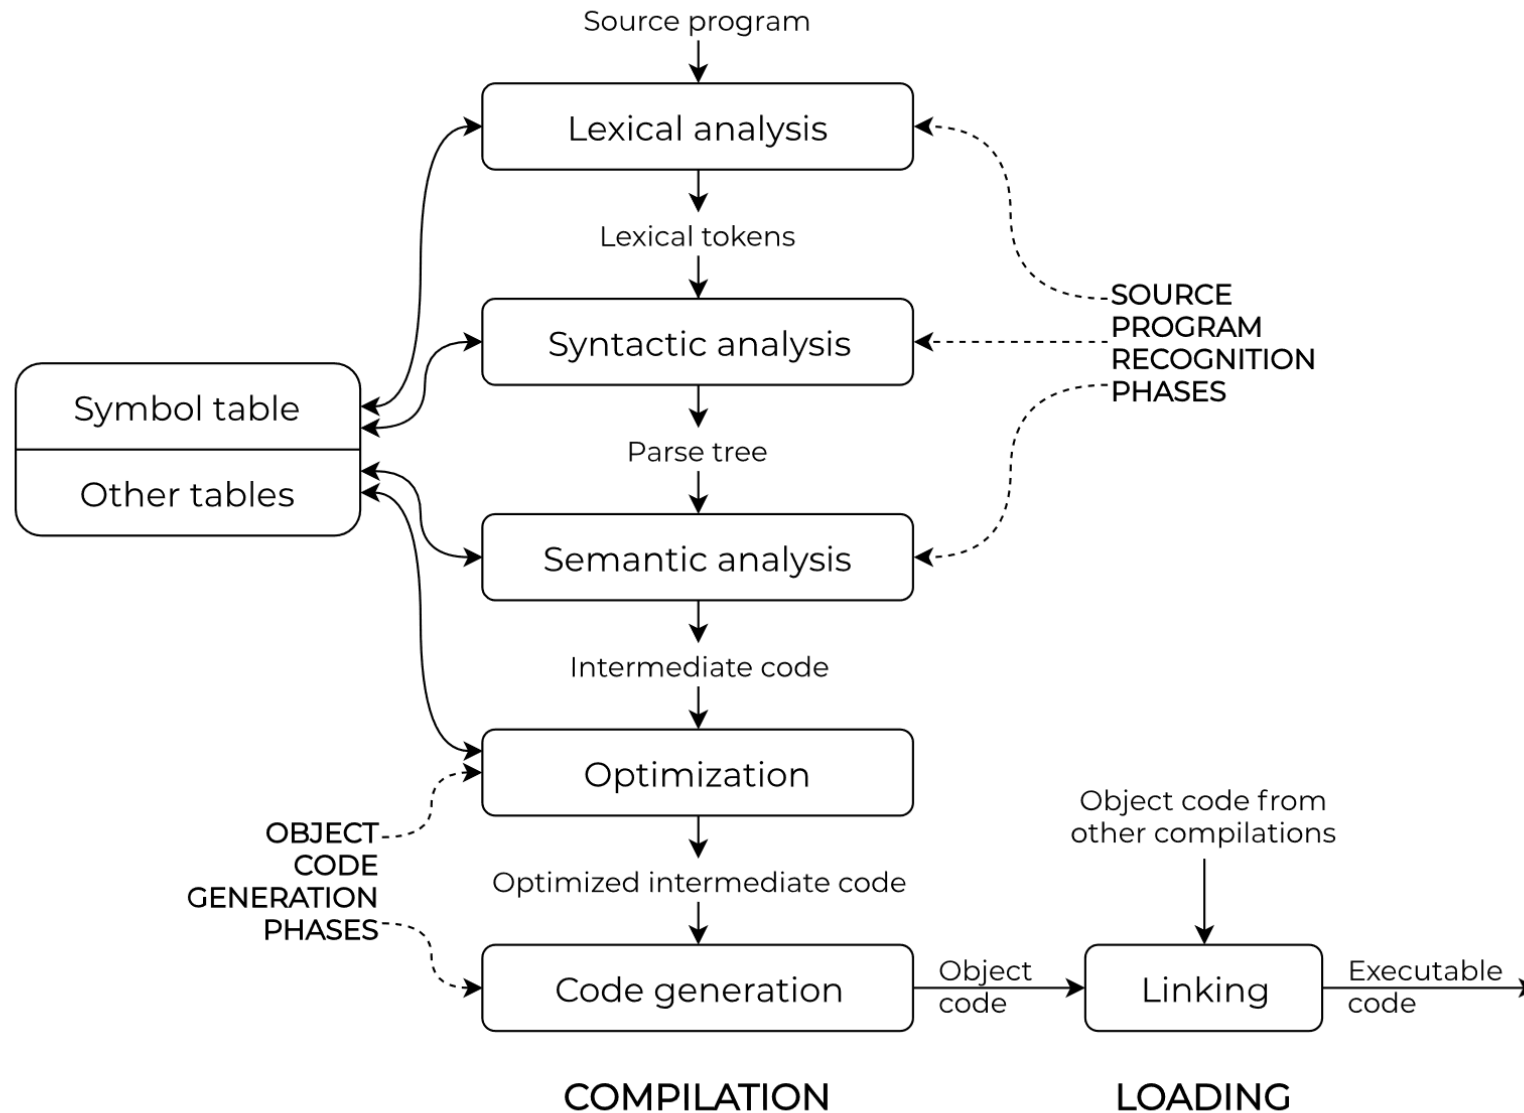 Source program
Lexical analysis
Lexical tokens
SOURCE
PROGRAM
RECOGNITION
PHASES
Syntactic analysis
Symbol table
Other tables
Parse tree
Semantic analysis
Intermediate code
Optimization
OBJECT
CODE
GENERATION
PHASES
Optimized intermediate code
Code generation
Object
code
Object code from
other compilations
Linking
Executable
code
COMPILATION
LOADING